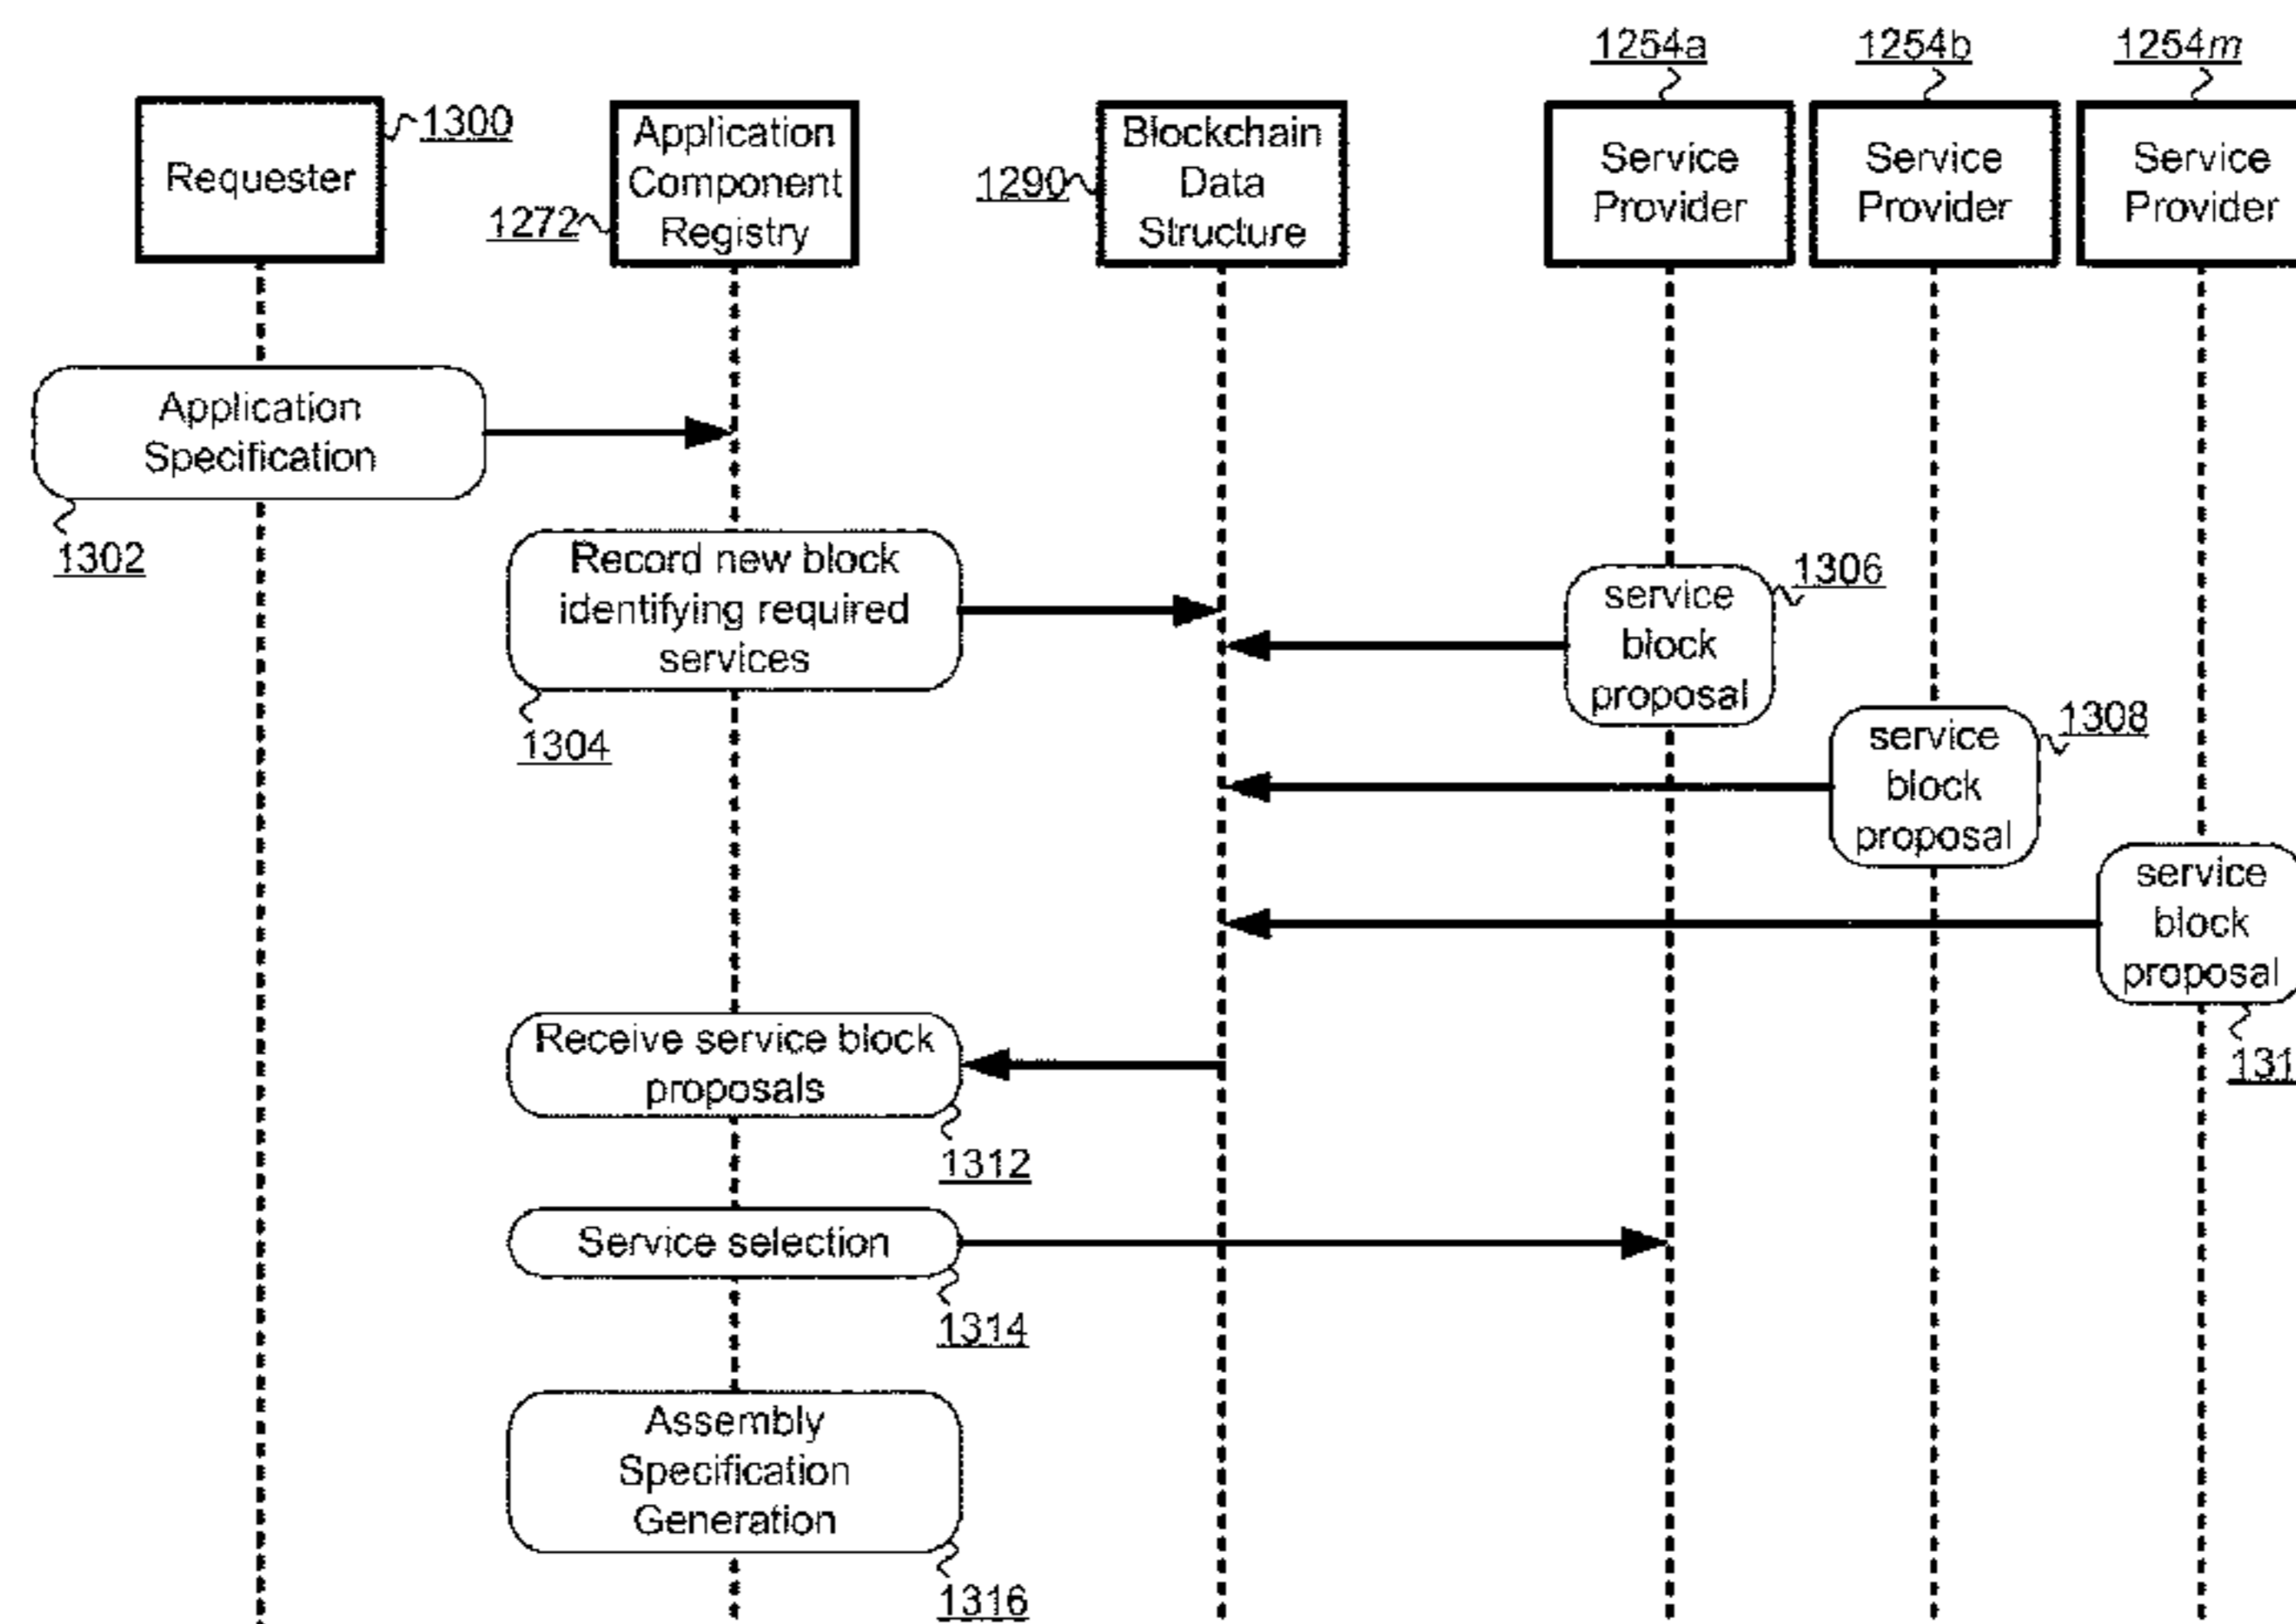 1254a
1254b
1254m
Requester
1300
Application
Component
Registry
1272
Blockchain
Data
Structure
1290
Service
Provider
Service
Provider
Service
Provider
Application
Specification
1302
Record new block
identifying required
services
1304
service
block
proposal
1306
service
block
proposal
1308
service
block
proposal
131
Receive service block
proposals
1312
Service selection
1314
Assembly
Specification
Generation
1316